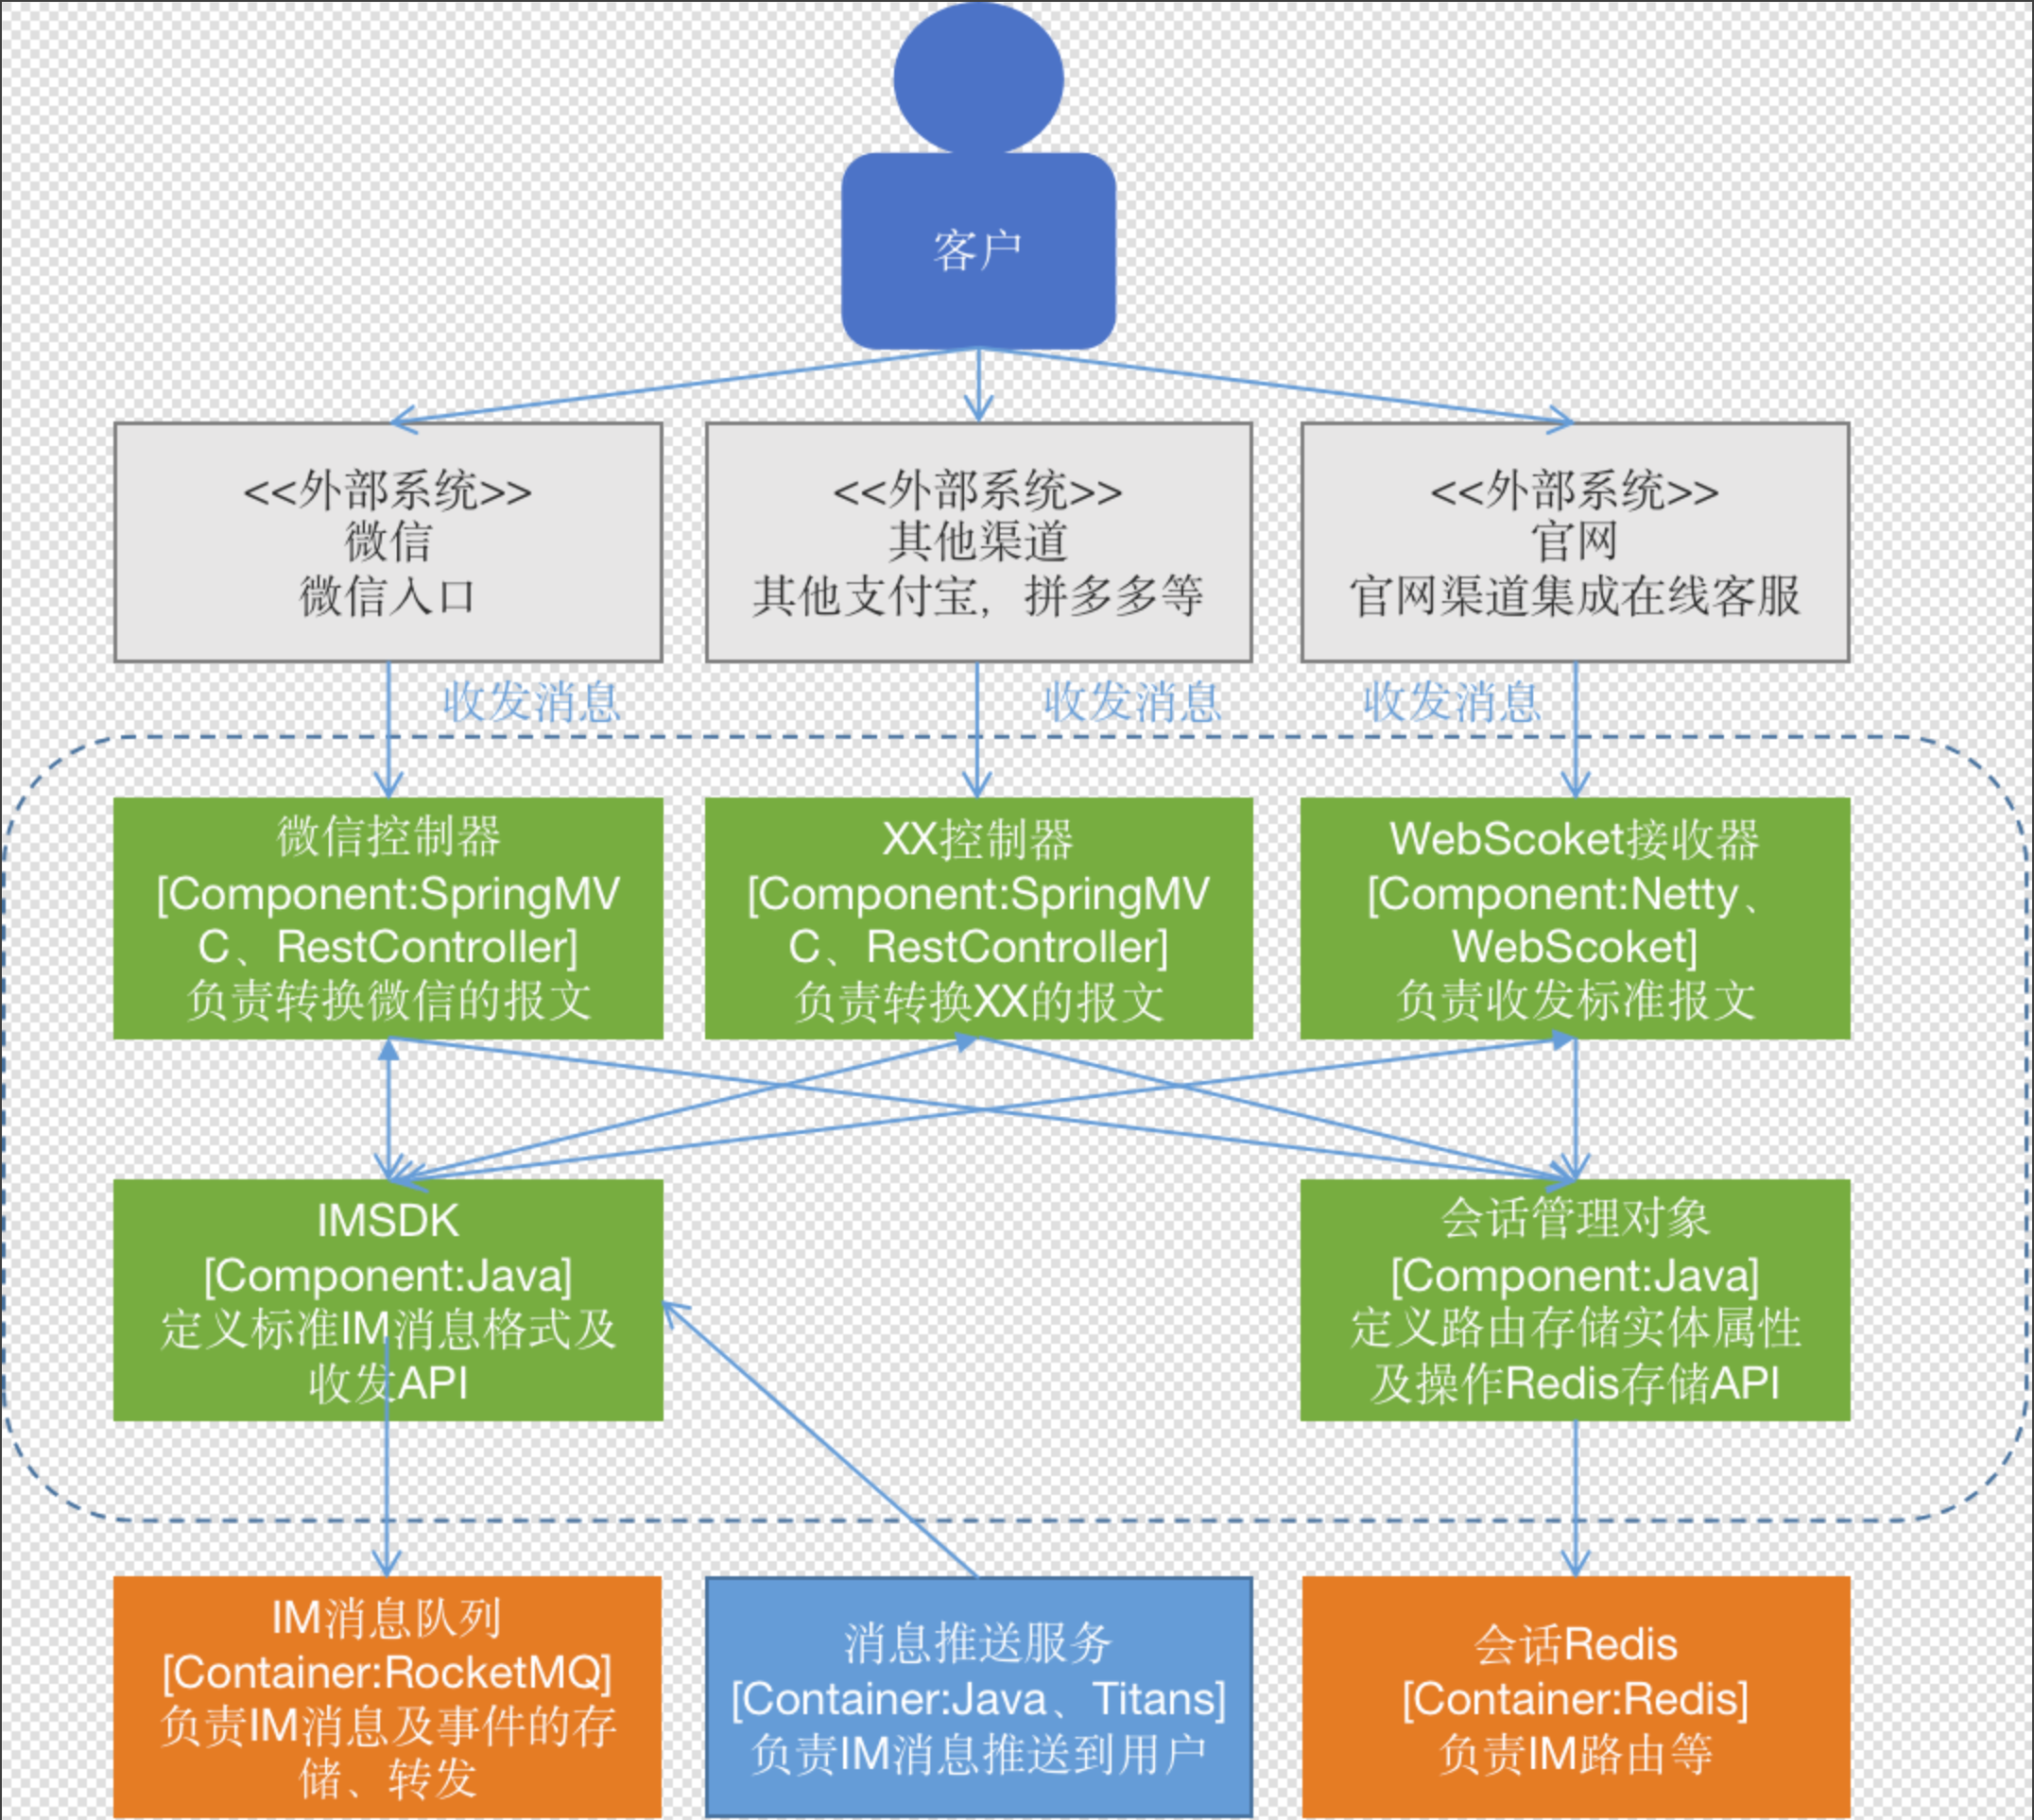 客户
<<外部系统>>
微信
微信入口
<<外部系统>>
其他渠道
其他支付宝，拼多多等
<<外部系统>>
官网
官网渠道集成在线客服
收发消息
收发消息
收发消息
微信控制器
[Component:SpringMV
C、RestController]
负责转换微信的报文
XX控制器
[Component:SpringMV
C、RestController]
负责转换XX的报文
WebScoket接收器
[Component:Netty、
WebScoket]
负责收发标准报文
IMSDK
[Component:Java]
定义标准IM消息格式及
收发API
会话管理对象
[Component:Java]
定义路由存储实体属性
及操作Redis存储API
IM消息队列
[Container:RocketMQ]
负责IM消息及事件的存
储、转发
消息推送服务
[Container:Java、Titans]
负责IM消息推送到用户
会话Redis
[Container:Redis]
负责IM路由等